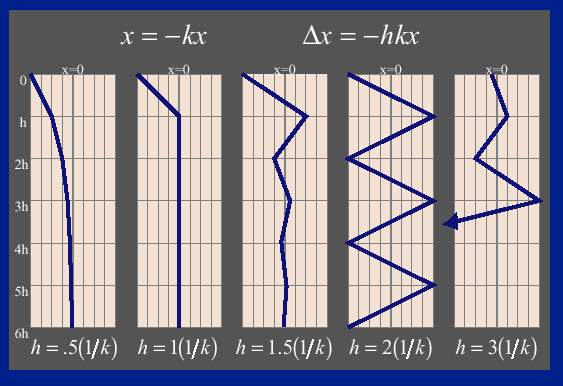 x = −kx Δx = −hkx
x=0 x=0 x=0 x=0 x=0
0
h
2h
3h
4h
5h
6h
h = .5(1/k) h = 1(1/k) h = 1.5(1/k) h = 2(1/k) h = 3(1/k)